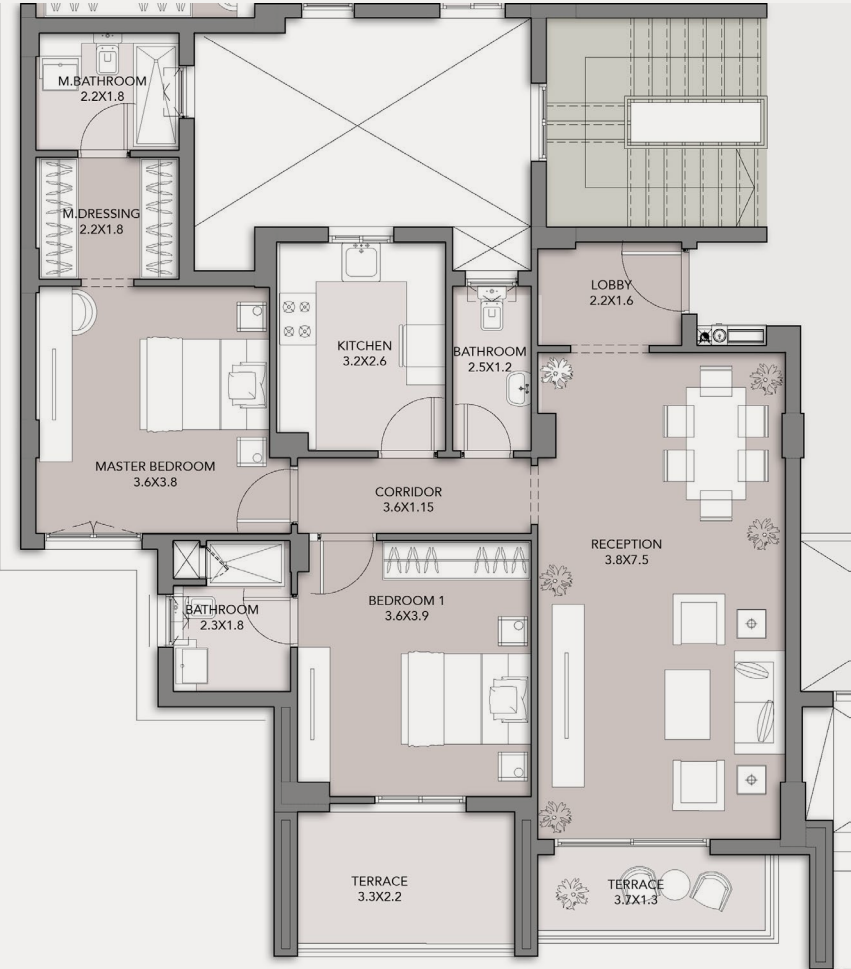 M.BATHROOM
2.2X1.8
M.DRESSING
2.2X1.8
LOBBY
2.2X1.6
KITCHEN
3.2X2.6
BATHROOM
2.5X1.2
MASTER BEDROOM
3.6X3.8
CORRIDOR
3.6X1.15
RECEPTION
3.8X7.5
BATHROOM
2.3X1.8
BEDROOM 1
3.6X3.9
TERRACE
3.3X2.2
TERRACE
3.7X1.3